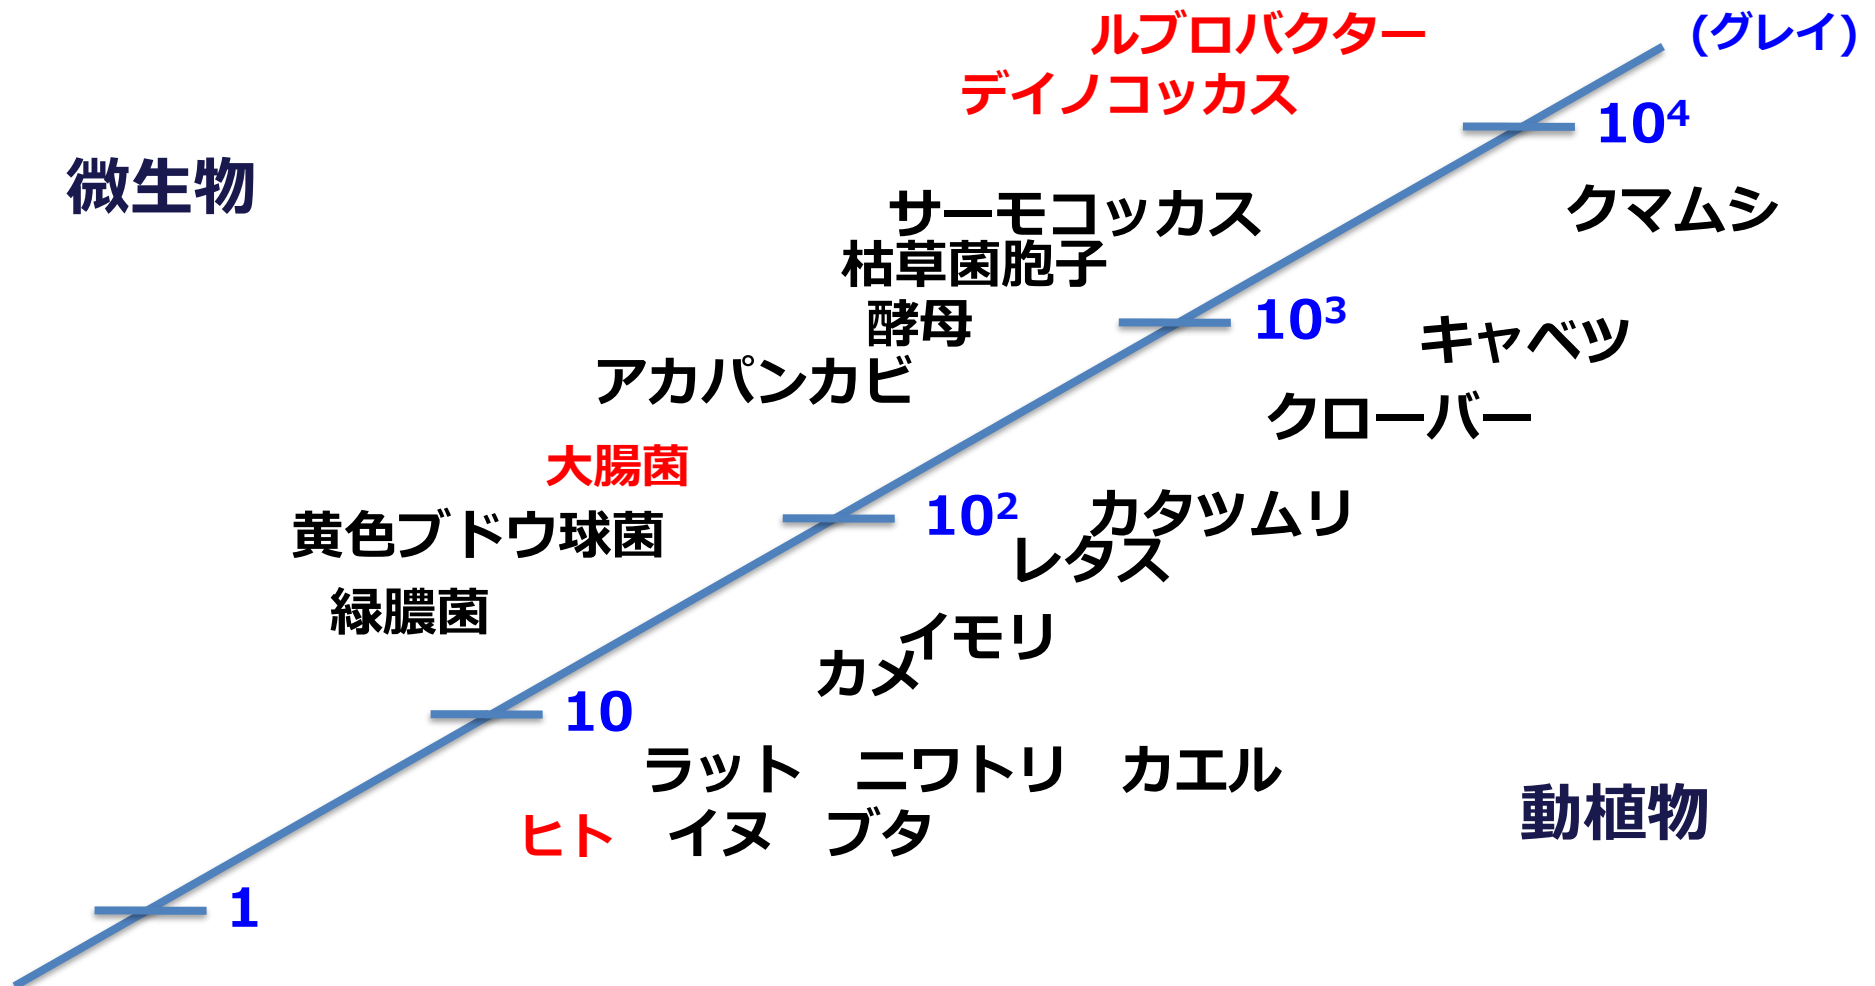 ルブロバクター
(グレイ)
デイノコッカス
10⁴
微生物
クマムシ
サーモコッカス
枯草菌胞子
酵母
10³
キャベツ
アカパンカビ
クローバー
大腸菌
10²
カタツムリ
黄色ブドウ球菌
レタス
緑膿菌
イモリ
カメ
10
ラット ニワトリ カエル
ヒト イヌ ブタ
動植物
1